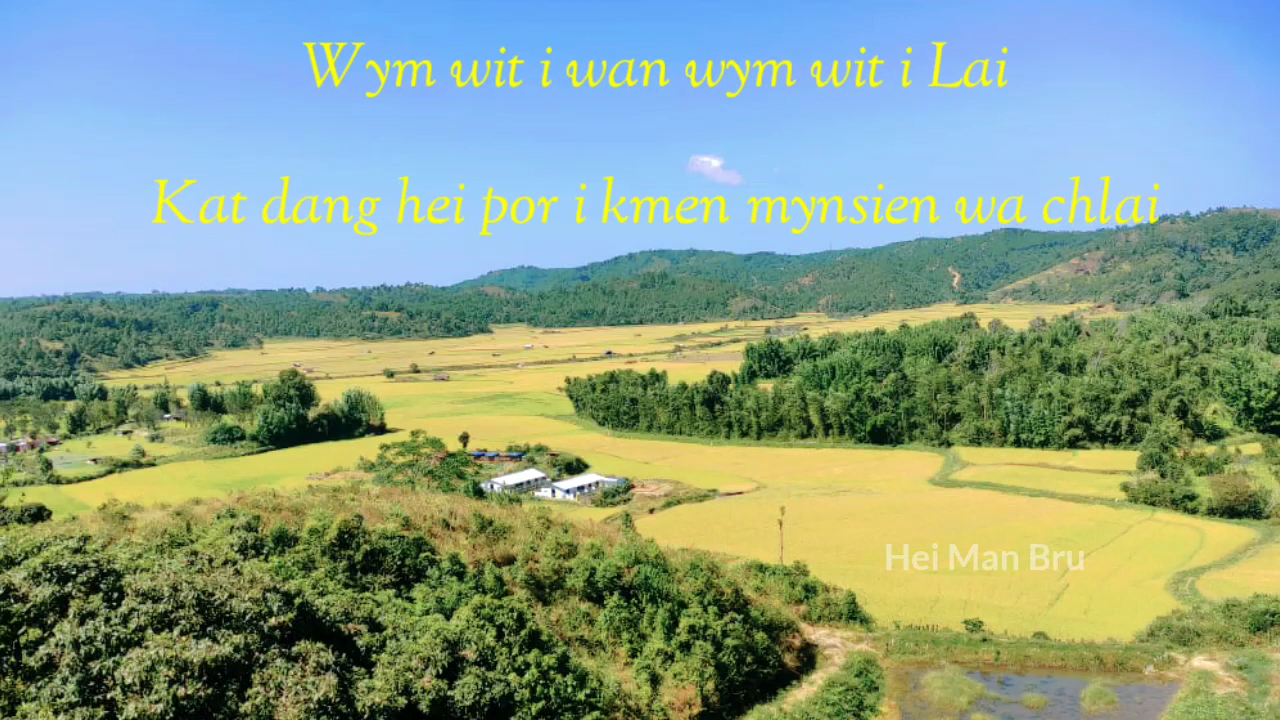 Wym wit i wan wym wit i Lai
Kat dang hei por i kmen mynsien wa chlai
Hei Man Bru